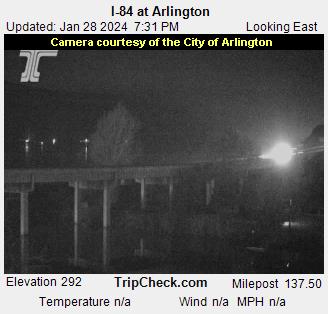 I-84 at Arlington
Updated: Jan 28 2024 7:31 PM Looking East
Camera courtesy of the City of Arlington
Elevation 292 TripCheck.com Milepost 137.50
Temperature n/a Wind n/a MPH n/a